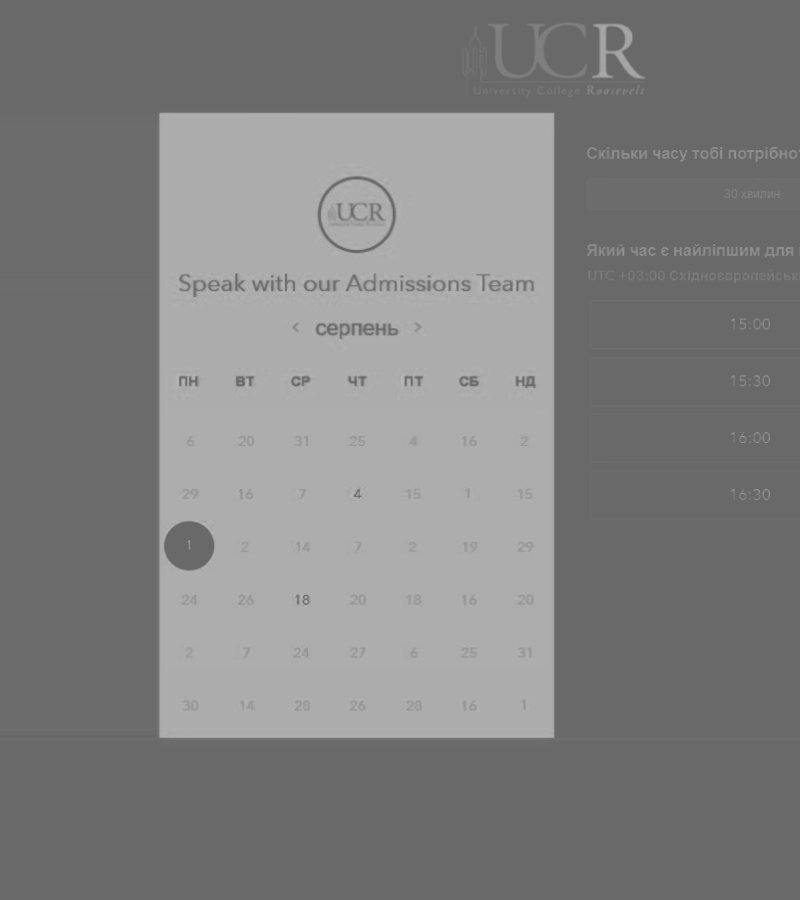 UCR
University College Roosevelt
UCR
Speak with our Admissions Team
< серпень >
ПН ВТ СР ЧТ ПТ СБ НД
6 20 31 25 4 16 2
29 16 7 4 15 1 15
1 2 14 7 2 19 29
24 26 18 20 18 16 20
2 7 24 27 6 25 31
30 14 28 26 28 16 1
Скільки часу тобі
30 хвилин
Який час є найліпшим для
UTC +03:00
15:00
15:30
16:00
16:30